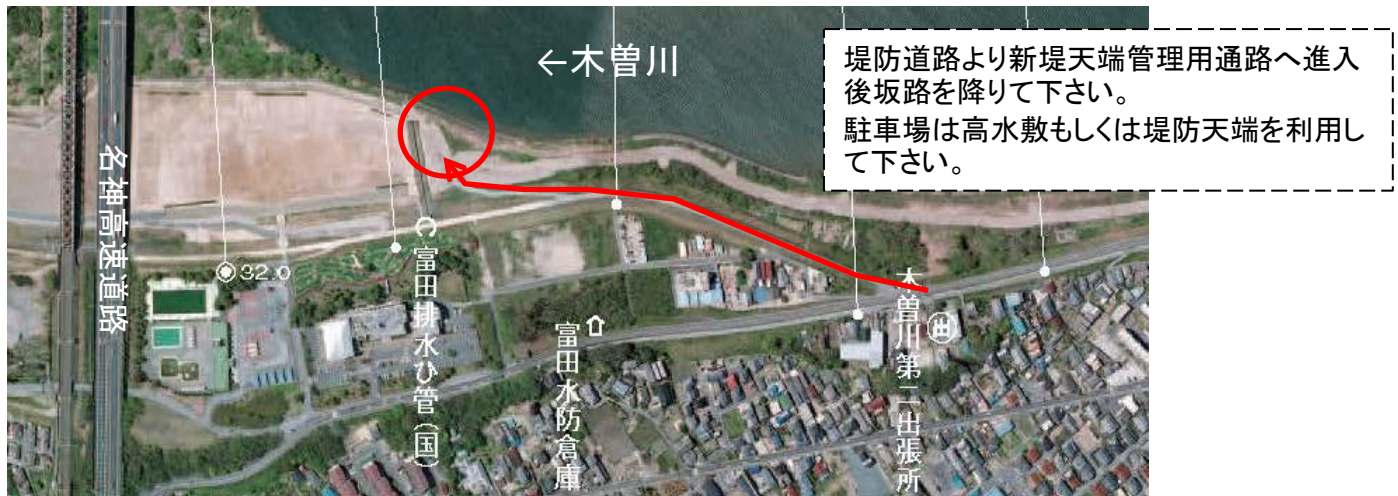 ←木曽川
堤防道路より新堤天端管理用通路へ進入
後坂路を降りて下さい。
駐車場は高水敷もしくは堤防天端を利用し
て下さい。
名神高速道路
32.0
富田排水ひ管(国)
富田水防倉庫
木曽川第二出張所